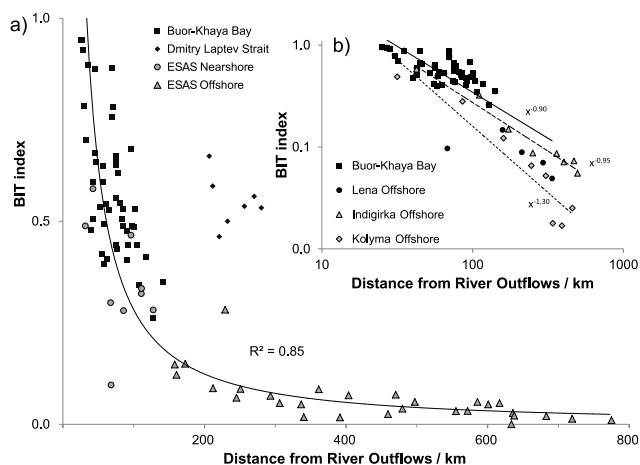 a)
Buor-Khaya Bay
Dmitry Laptev Strait
ESAS Nearshore
ESAS Offshore
1.0
0.5
0.0
BIT index
R² = 0.85
200
400
600
800
Distance from River Outflows / km
b)
1.0
0.1
0.0
BIT index
x-0.90
x-0.95
x-1.30
Buor-Khaya Bay
Lena Offshore
Indigirka Offshore
Kolyma Offshore
10
100
1000
Distance from River Outflows / km